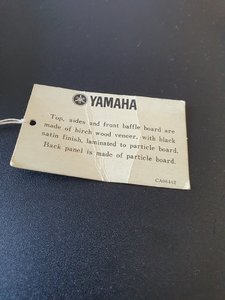 YAMAHA
Top, sides and front baffle board are
made of birch wood veneer, with black
satin finish, laminated to particle board.
Back panel is made of particle board.